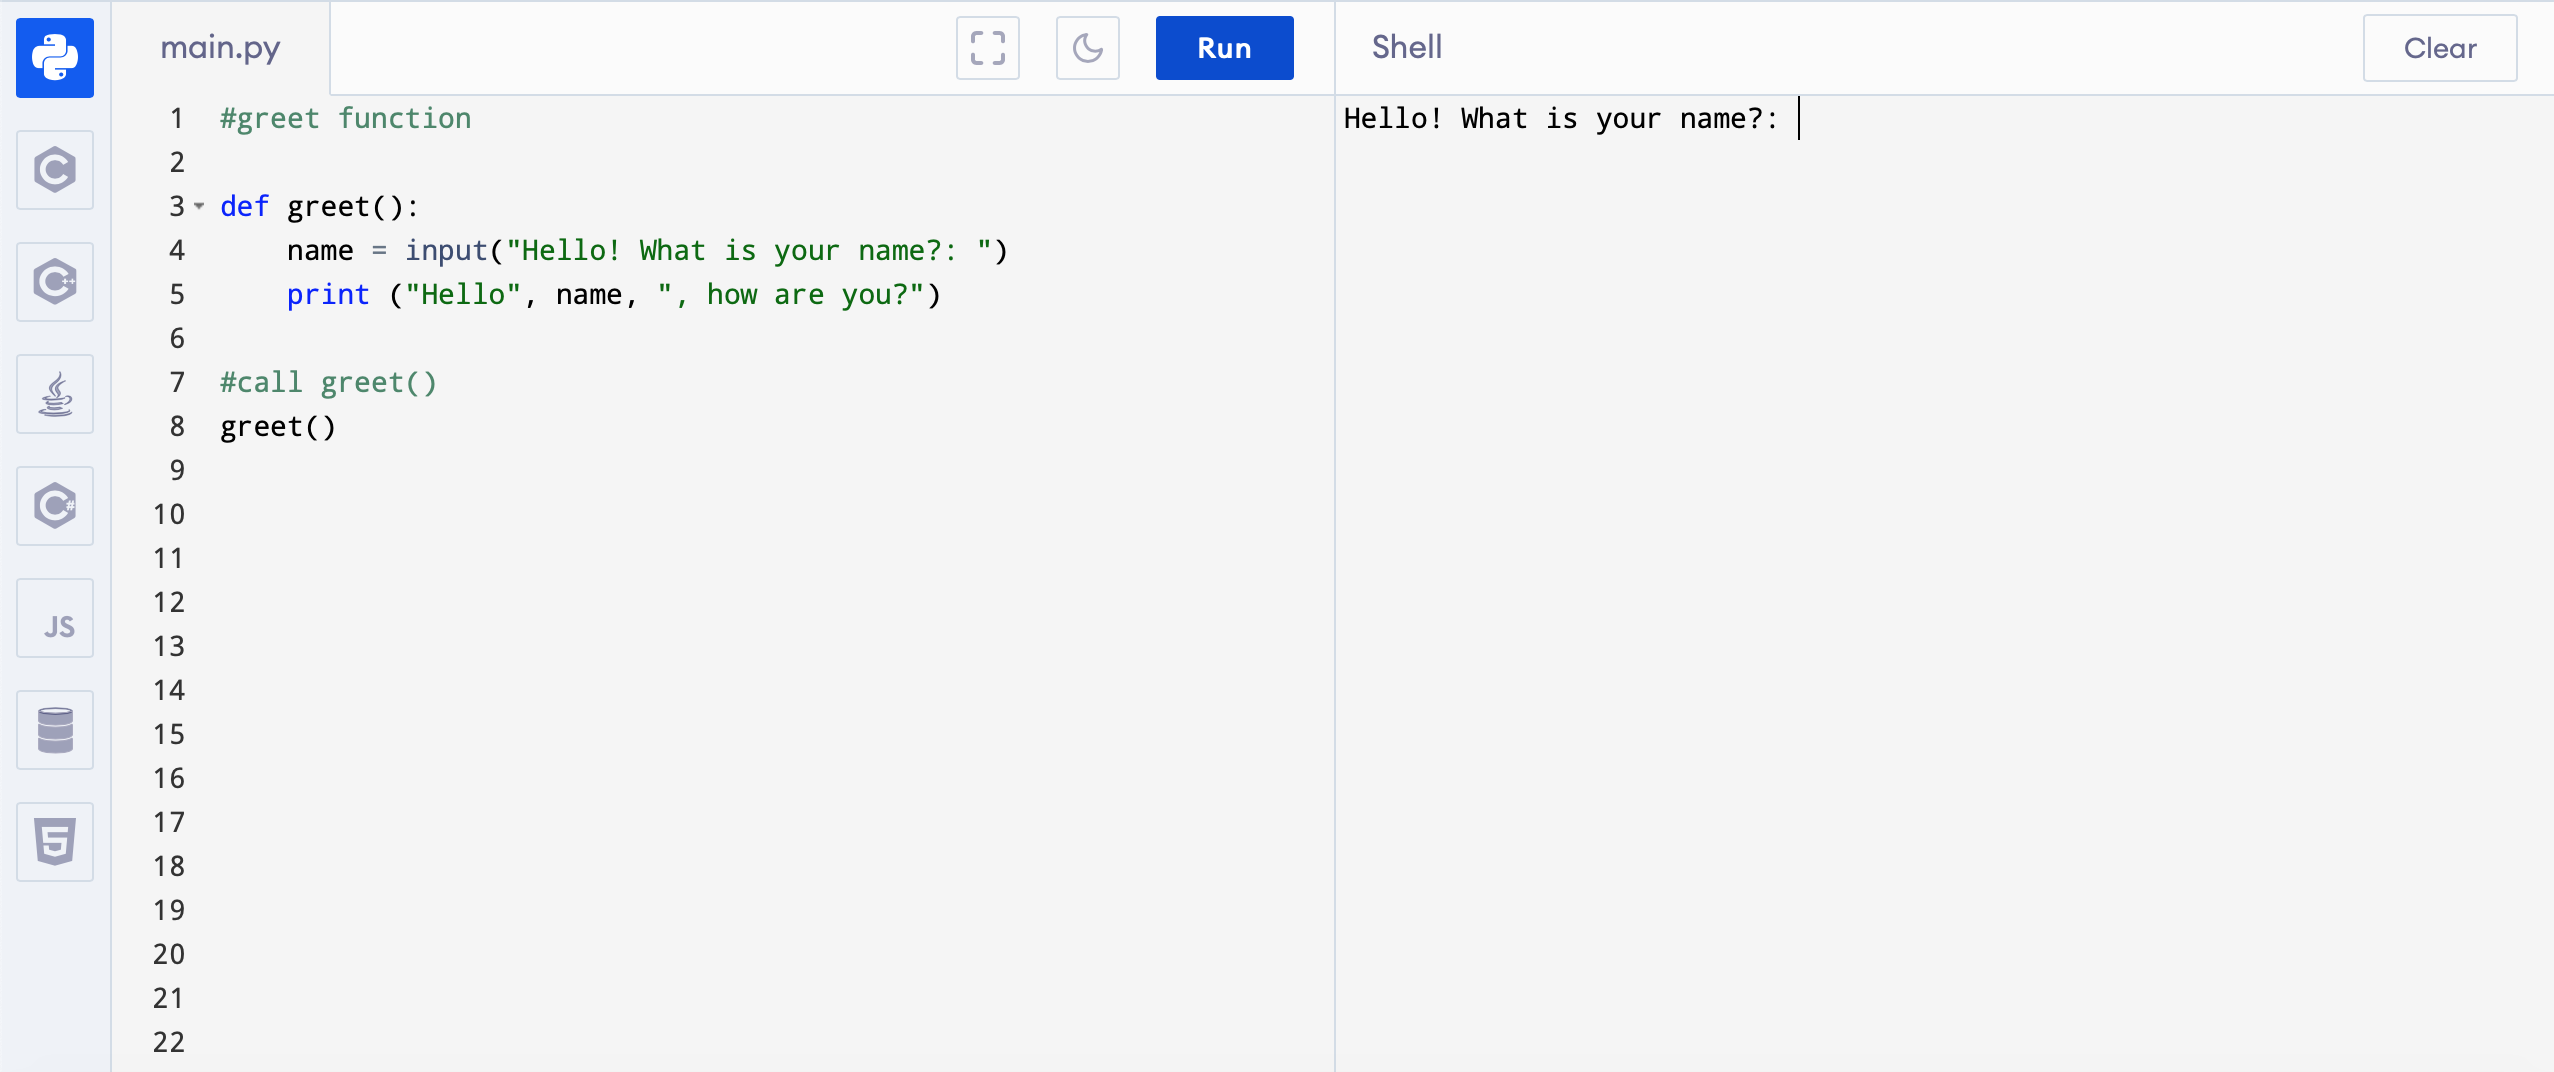 main.py
Run
Shell
Clear
1 #greet function
2
3 def greet():
4     name = input("Hello! What is your name?: ")
5     print ("Hello", name, ", how are you?")
6
7 #call greet()
8 greet()
9
10
11
12
13
14
15
16
17
18
19
20
21
22
Hello! What is your name?:
C
C++
C#
JS
5